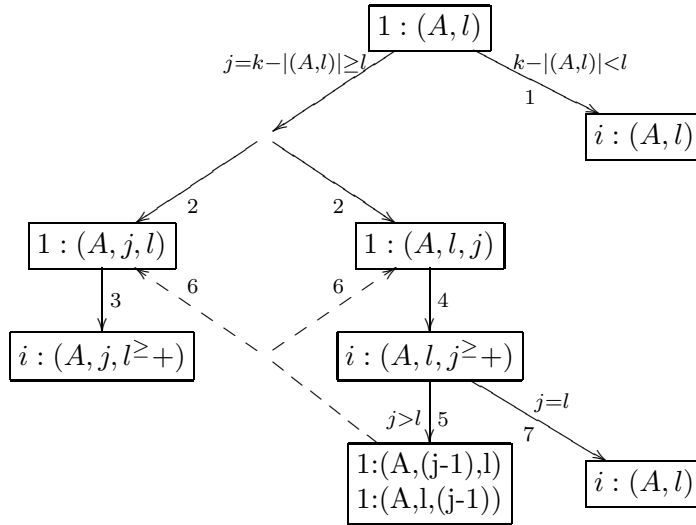 1 : (A, l)
j=k−|(A,l)|≥l
k−|(A,l)|<l
1
i : (A, l)
2
2
1 : (A, j, l)
1 : (A, l, j)
6
6
3
4
i : (A, j, l≥+)
i : (A, l, j≥+)
j>l
5
j=l
7
1:(A,(j-1),l)
1:(A,l,(j-1))
i : (A, l)